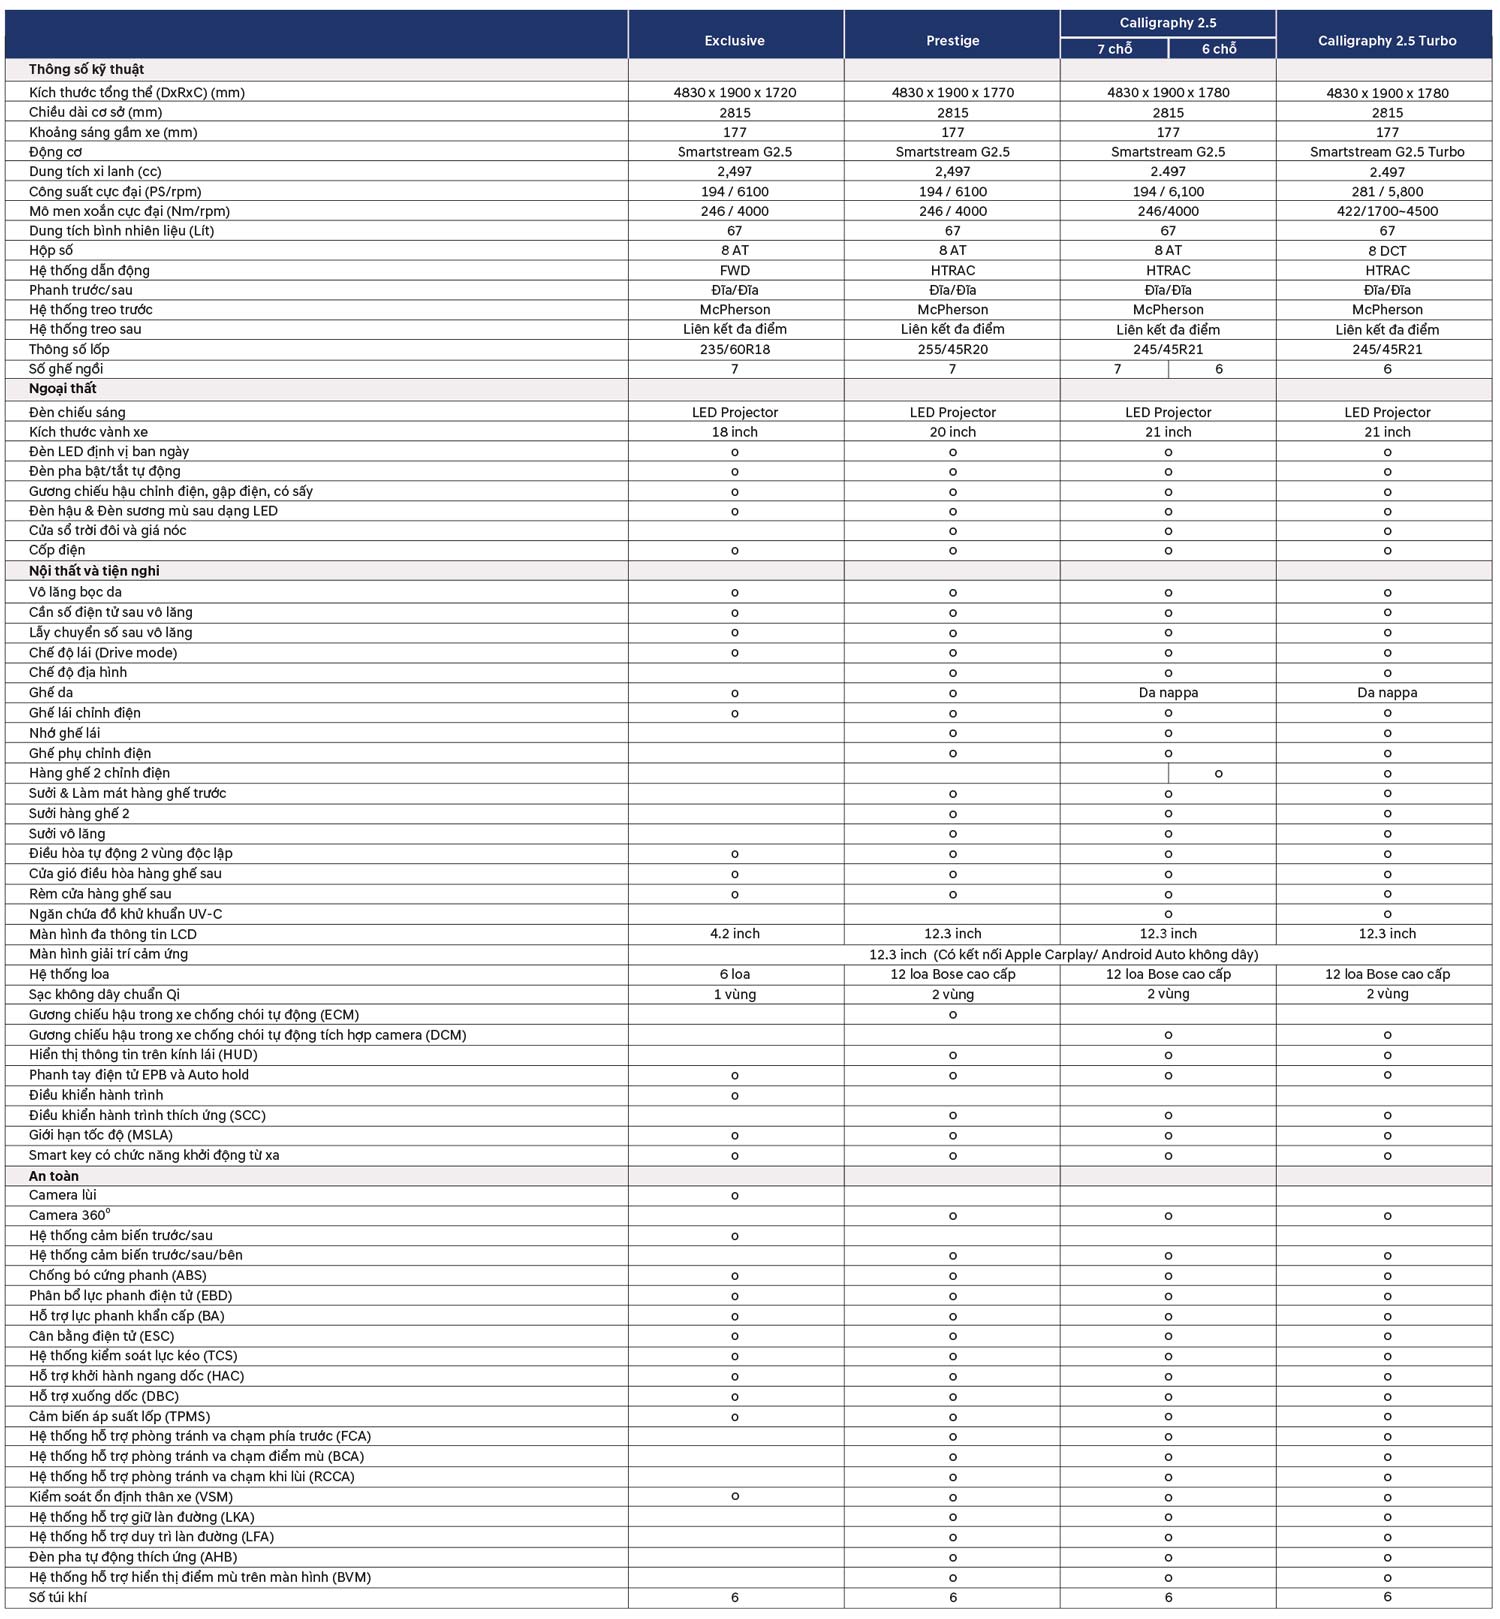 Exclusive Prestige Calligraphy 2.5 Calligraphy 2.5 Turbo
7 chỗ 6 chỗ
Thông số kỹ thuật
Kích thước tổng thể (DxRxC) (mm) 4830 x 1900 x 1720 4830 x 1900 x 1770 4830 x 1900 x 1780 4830 x 1900 x 1780
Chiều dài cơ sở (mm) 2815 2815 2815 2815
Khoảng sáng gầm xe (mm) 177 177 177 177
Động cơ Smartstream G2.5 Smartstream G2.5 Smartstream G2.5 Smartstream G2.5 Turbo
Dung tích xi lanh (cc) 2,497 2,497 2.497 2.497
Công suất cực đại (PS/rpm) 194 / 6100 194 / 6100 194 / 6,100 281 / 5,800
Mô men xoắn cực đại (Nm/rpm) 246 / 4000 246 / 4000 246/4000 422/1700~4500
Dung tích bình nhiên liệu (Lít) 67 67 67 67
Hộp số 8 AT 8 AT 8 AT 8 DCT
Hệ thống dẫn động FWD HTRAC HTRAC HTRAC
Phanh trước/sau Đĩa/Đĩa Đĩa/Đĩa Đĩa/Đĩa Đĩa/Đĩa
Hệ thống treo trước McPherson McPherson McPherson McPherson
Hệ thống treo sau Liên kết đa điểm Liên kết đa điểm Liên kết đa điểm Liên kết đa điểm
Thông số lốp 235/60R18 255/45R20 245/45R21 245/45R21
Số ghế ngồi 7 7 7 6 6
Ngoại thất
Đèn chiếu sáng LED Projector LED Projector LED Projector LED Projector
Kích thước vành xe 18 inch 20 inch 21 inch 21 inch
Đèn LED định vị ban ngày o o o o
Đèn pha bật/tắt tự động o o o o
Gương chiếu hậu chỉnh điện, gập điện, có sấy o o o o
Đèn hậu & Đèn sương mù sau dạng LED o o o o
Cửa sổ trời đôi và giá nóc o o o
Cốp điện o o o o
Nội thất và tiện nghi
Vô lăng bọc da o o o o
Cần số điện tử sau vô lăng o o o o
Lẫy chuyển số sau vô lăng o o o o
Chế độ lái (Drive mode) o o o o
Chế độ địa hình o o o
Ghế da o o Da nappa Da nappa
Ghế lái chỉnh điện o o o o
Nhớ ghế lái o o o
Ghế phụ chỉnh điện o o o
Hàng ghế 2 chỉnh điện o o
Sưởi & Làm mát hàng ghế trước o o o
Sưởi hàng ghế 2 o o o
Sưởi vô lăng o o o
Điều hòa tự động 2 vùng độc lập o o o o
Cửa gió điều hòa hàng ghế sau o o o o
Rèm cửa hàng ghế sau o o o o
Ngăn chứa đồ khử khuẩn UV-C o o
Màn hình đa thông tin LCD 4.2 inch 12.3 inch 12.3 inch 12.3 inch
Màn hình giải trí cảm ứng 12.3 inch (Có kết nối Apple Carplay/ Android Auto không dây)
Hệ thống loa 6 loa 12 loa Bose cao cấp 12 loa Bose cao cấp 12 loa Bose cao cấp
Sạc không dây chuẩn Qi 1 vùng 2 vùng 2 vùng 2 vùng
Gương chiếu hậu trong xe chống chói tự động (ECM) o
Gương chiếu hậu trong xe chống chói tự động tích hợp camera (DCM) o o
Hiển thị thông tin trên kính lái (HUD) o o o
Phanh tay điện tử EPB và Auto hold o o o o
Điều khiển hành trình o
Điều khiển hành trình thích ứng (SCC) o o o
Giới hạn tốc độ (MSLA) o o o o
Smart key có chức năng khởi động từ xa o o o o
An toàn
Camera lùi o
Camera 360⁰ o o o
Hệ thống cảm biến trước/sau o
Hệ thống cảm biến trước/sau/bên o o o
Chống bó cứng phanh (ABS) o o o o
Phân bổ lực phanh điện tử (EBD) o o o o
Hỗ trợ lực phanh khẩn cấp (BA) o o o o
Cân bằng điện tử (ESC) o o o o
Hệ thống kiểm soát lực kéo (TCS) o o o o
Hỗ trợ khởi hành ngang dốc (HAC) o o o o
Hỗ trợ xuống dốc (DBC) o o o o
Cảm biến áp suất lốp (TPMS) o o o o
Hệ thống hỗ trợ phòng tránh va chạm phía trước (FCA) o o o
Hệ thống hỗ trợ phòng tránh va chạm điểm mù (BCA) o o o
Hệ thống hỗ trợ phòng tránh va chạm khi lùi (RCCA) o o o
Kiểm soát ổn định thân xe (VSM) o o o o
Hệ thống hỗ trợ giữ làn đường (LKA) o o o
Hệ thống hỗ trợ duy trì làn đường (LFA) o o o
Đèn pha tự động thích ứng (AHB) o o o
Hệ thống hỗ trợ hiển thị điểm mù trên màn hình (BVM) o o o
Số túi khí 6 6 6 6